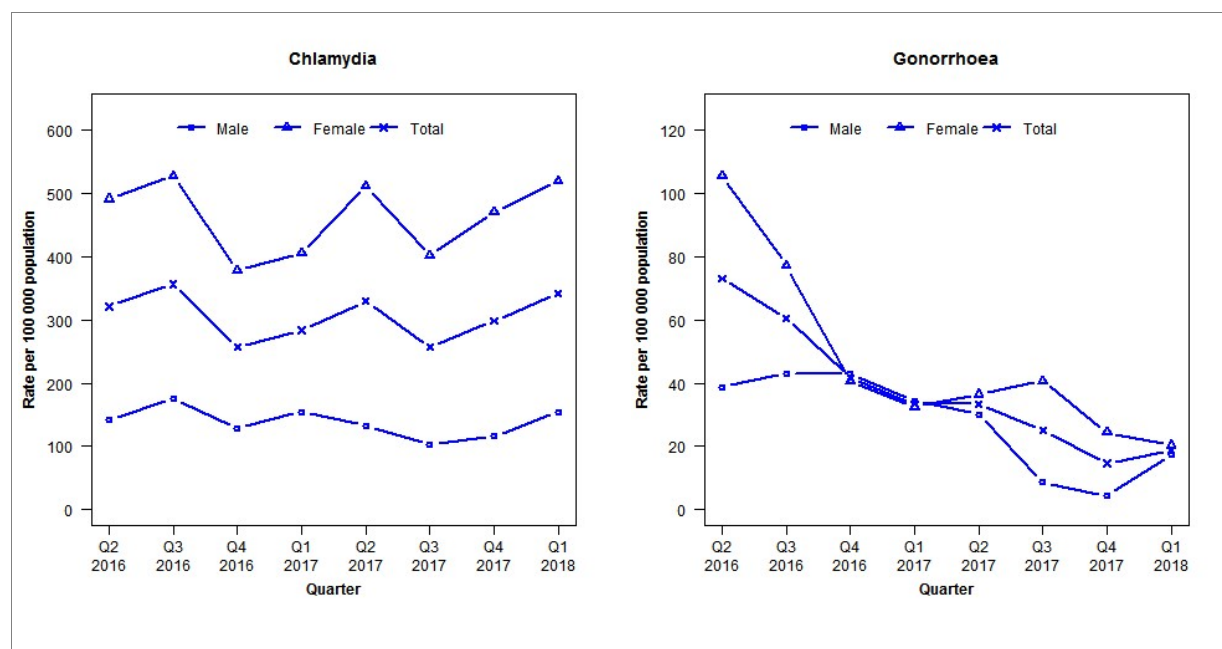 Chlamydia
Rate per 100 000 population
600
500
400
300
200
100
0
Male Female Total
Q2 Q3 Q4 Q1 Q2 Q3 Q4 Q1
2016 2016 2016 2017 2017 2017 2017 2018
Quarter
Gonorrhoea
Rate per 100 000 population
120
100
80
60
40
20
0
Male Female Total
Q2 Q3 Q4 Q1 Q2 Q3 Q4 Q1
2016 2016 2016 2017 2017 2017 2017 2018
Quarter